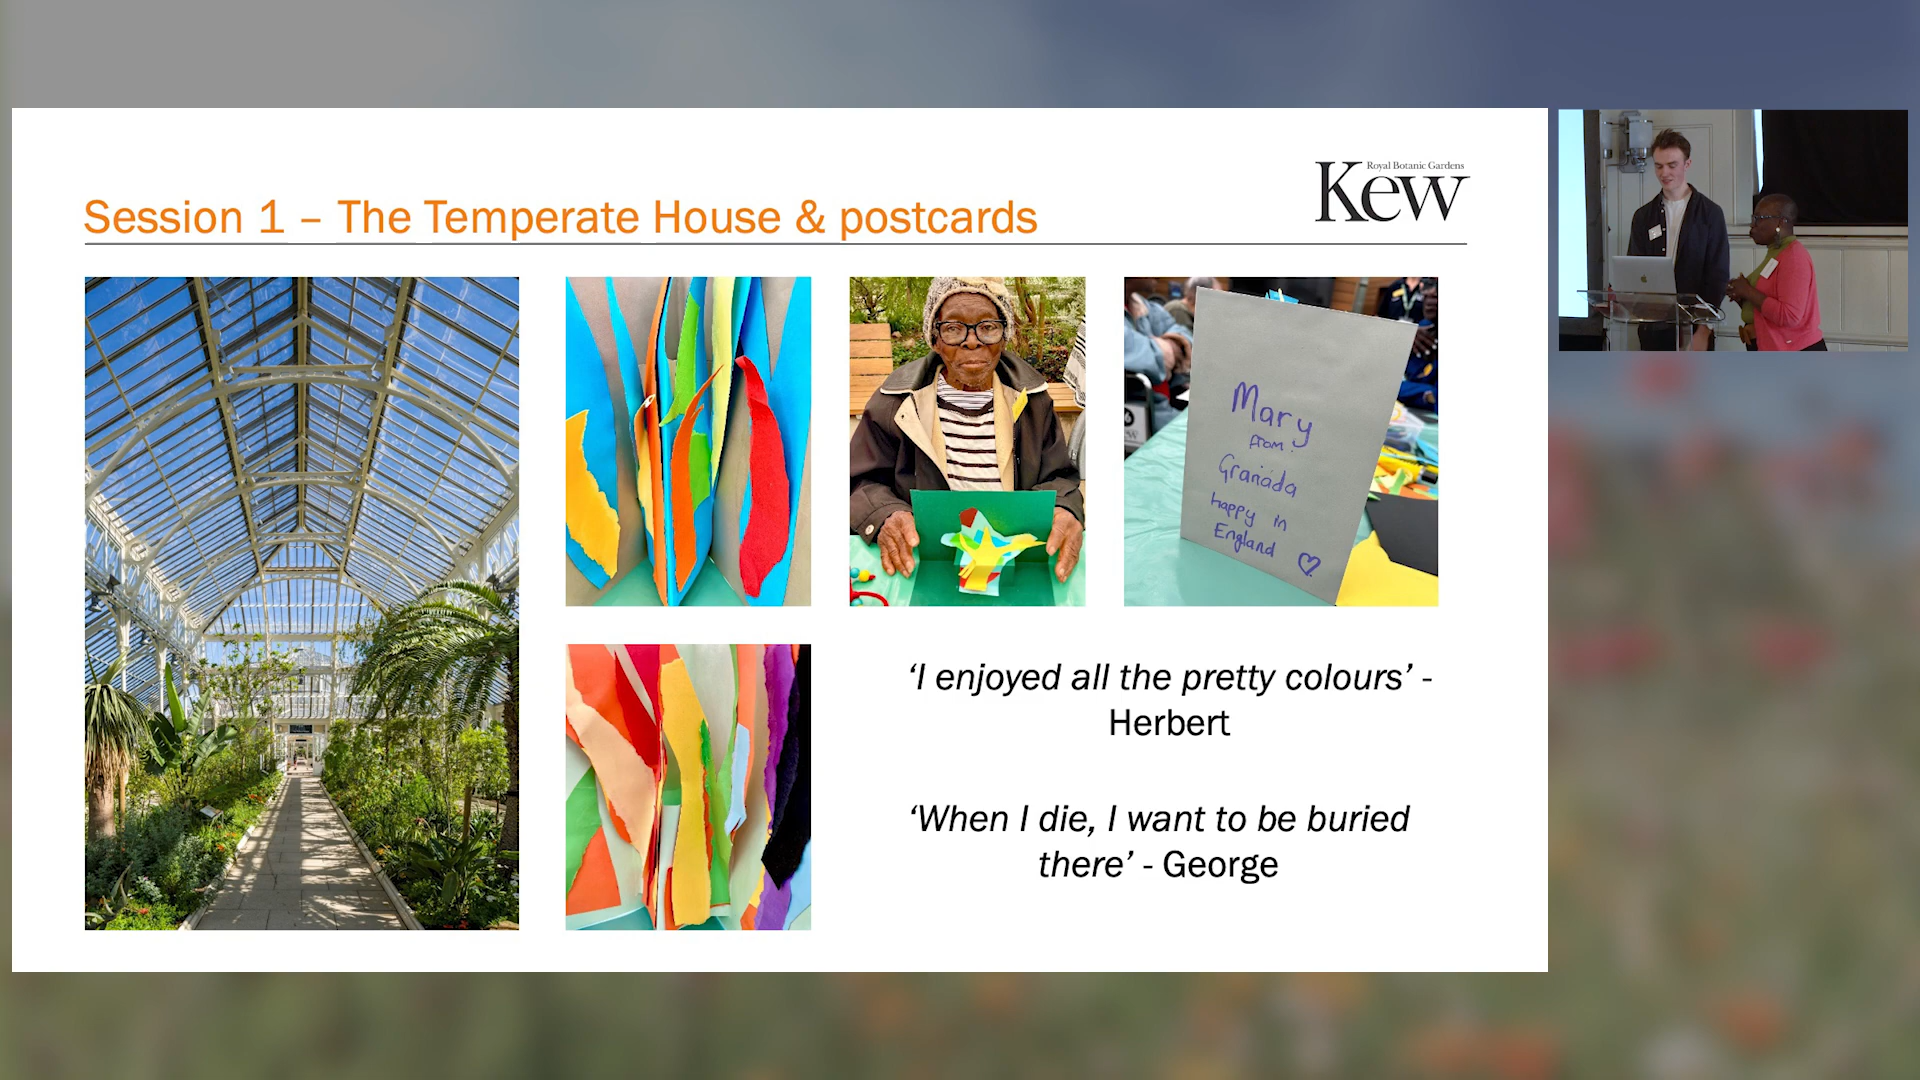 Royal Botanic Gardens
Kew
Session 1 – The Temperate House & postcards
Mary
from:
Granada
happy in
England ♡
‘I enjoyed all the pretty colours’ -
Herbert
‘When I die, I want to be buried
there’ - George